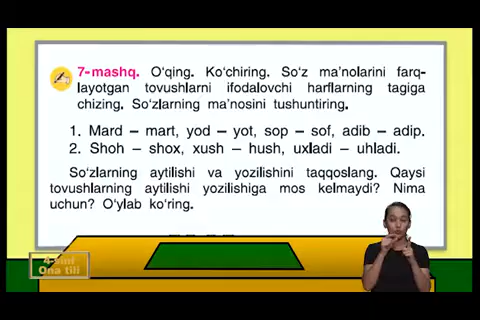 7-mashq. O‘qing. Ko‘chiring. So‘z ma’nolarini farq-
layotgan tovushlarni ifodalovchi harflarning tagiga
chizing. So‘zlarning ma’nosini tushuntiring.
1. Mard – mart, yod – yot, sop – sof, adib – adip.
2. Shoh – shox, xush – hush, uxladi – uhladi.
So‘zlarning aytilishi va yozilishini taqqoslang. Qaysi
tovushlarning aytilishi yozilishiga mos kelmaydi? Nima
uchun? O‘ylab ko‘ring.
4-sinf
Ona tili